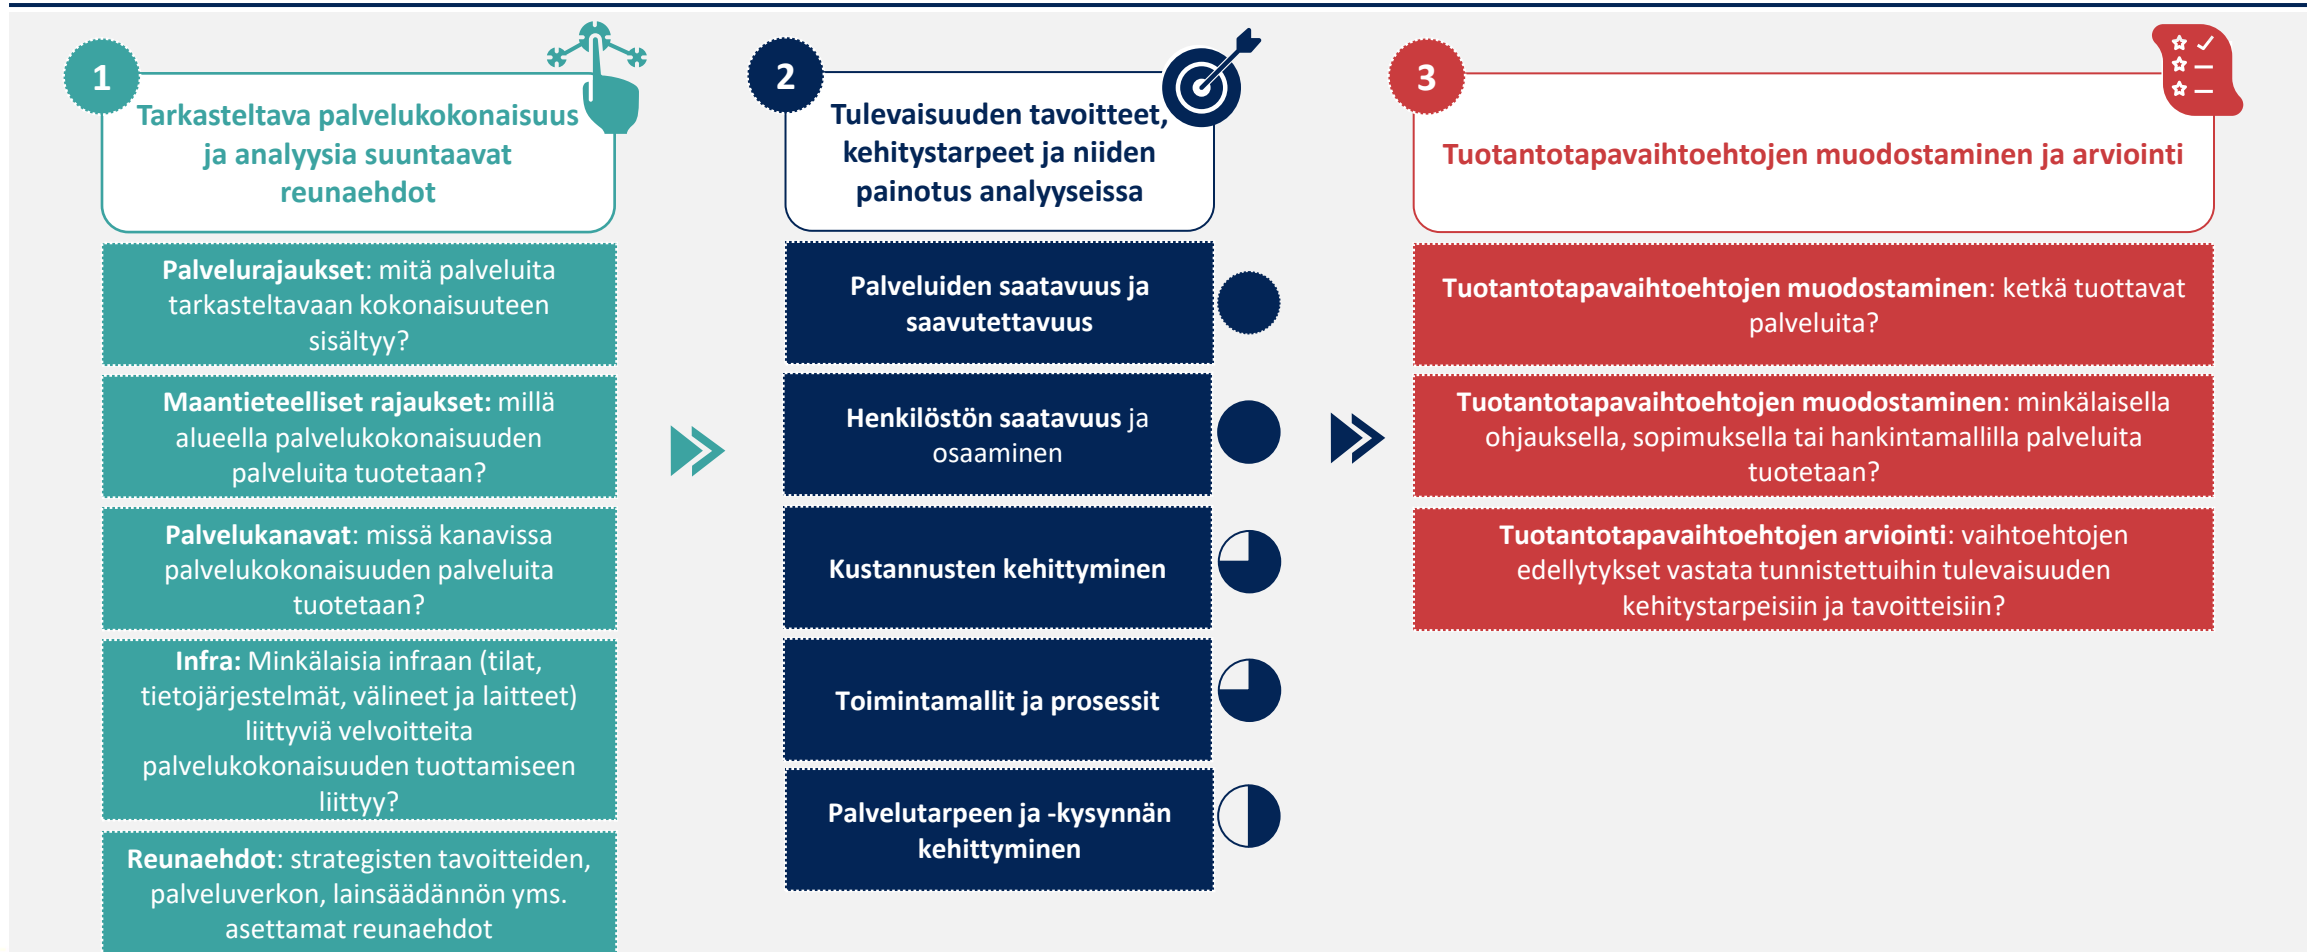 1
Tarkasteltava palvelukokonaisuus
ja analyysia suuntaavat
reunaehdot
Palvelurajaukset: mitä palveluita
tarkasteltavaan kokonaisuuteen
sisältyy?
Maantieteelliset rajaukset: millä
alueella palvelukokonaisuuden
palveluita tuotetaan?
Palvelukanavat: missä kanavissa
palvelukokonaisuuden palveluita
tuotetaan?
Infra: Minkälaisia infraan (tilat,
tietojärjestelmät, välineet ja laitteet)
liittyviä velvoitteita
palvelukokonaisuuden tuottamiseen
liittyy?
Reunaehdot: strategisten tavoitteiden,
palveluverkon, lainsäädännön yms.
asettamat reunaehdot
2
Tulevaisuuden tavoitteet,
kehitystarpeet ja niiden
painotus analyyseissa
Palveluiden saatavuus ja
saavutettavuus
Henkilöstön saatavuus ja
osaaminen
Kustannusten kehittyminen
Toimintamallit ja prosessit
Palvelutarpeen ja -kysynnän
kehittyminen
3
Tuotantotapavaihtoehtojen muodostaminen ja arviointi
Tuotantotapavaihtoehtojen muodostaminen: ketkä tuottavat
palveluita?
Tuotantotapavaihtoehtojen muodostaminen: minkälaisella
ohjauksella, sopimuksella tai hankintamallilla palveluita
tuotetaan?
Tuotantotapavaihtoehtojen arviointi: vaihtoehtojen
edellytykset vastata tunnistettuihin tulevaisuuden
kehitystarpeisiin ja tavoitteisiin?